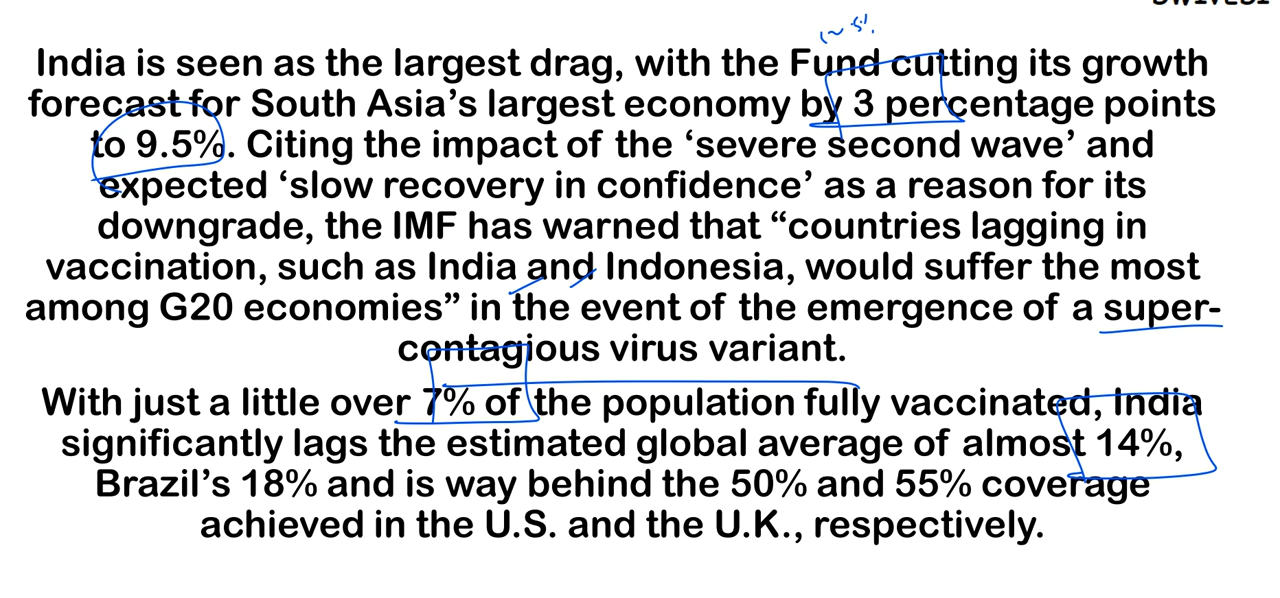 India is seen as the largest drag, with the Fund cutting its growth
forecast for South Asia's largest economy by 3 percentage points
to 9.5%. Citing the impact of the 'severe second wave' and
expected 'slow recovery in confidence' as a reason for its
downgrade, the IMF has warned that "countries lagging in
vaccination, such as India and Indonesia, would suffer the most
among G20 economies" in the event of the emergence of a super-
contagious virus variant.
With just a little over 7% of the population fully vaccinated, India
significantly lags the estimated global average of almost 14%,
Brazil's 18% and is way behind the 50% and 55% coverage
achieved in the U.S. and the U.K., respectively.